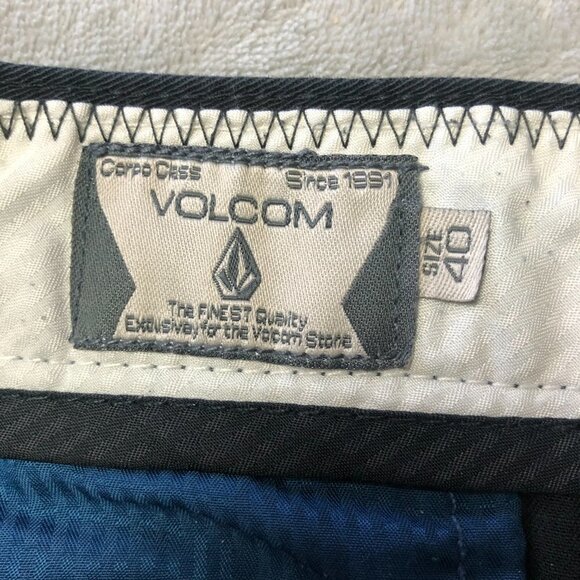 Corpo Class Since 1991
VOLCOM
The FINEST Quality
Exclusively for the Volcom Stone
SIZE
40